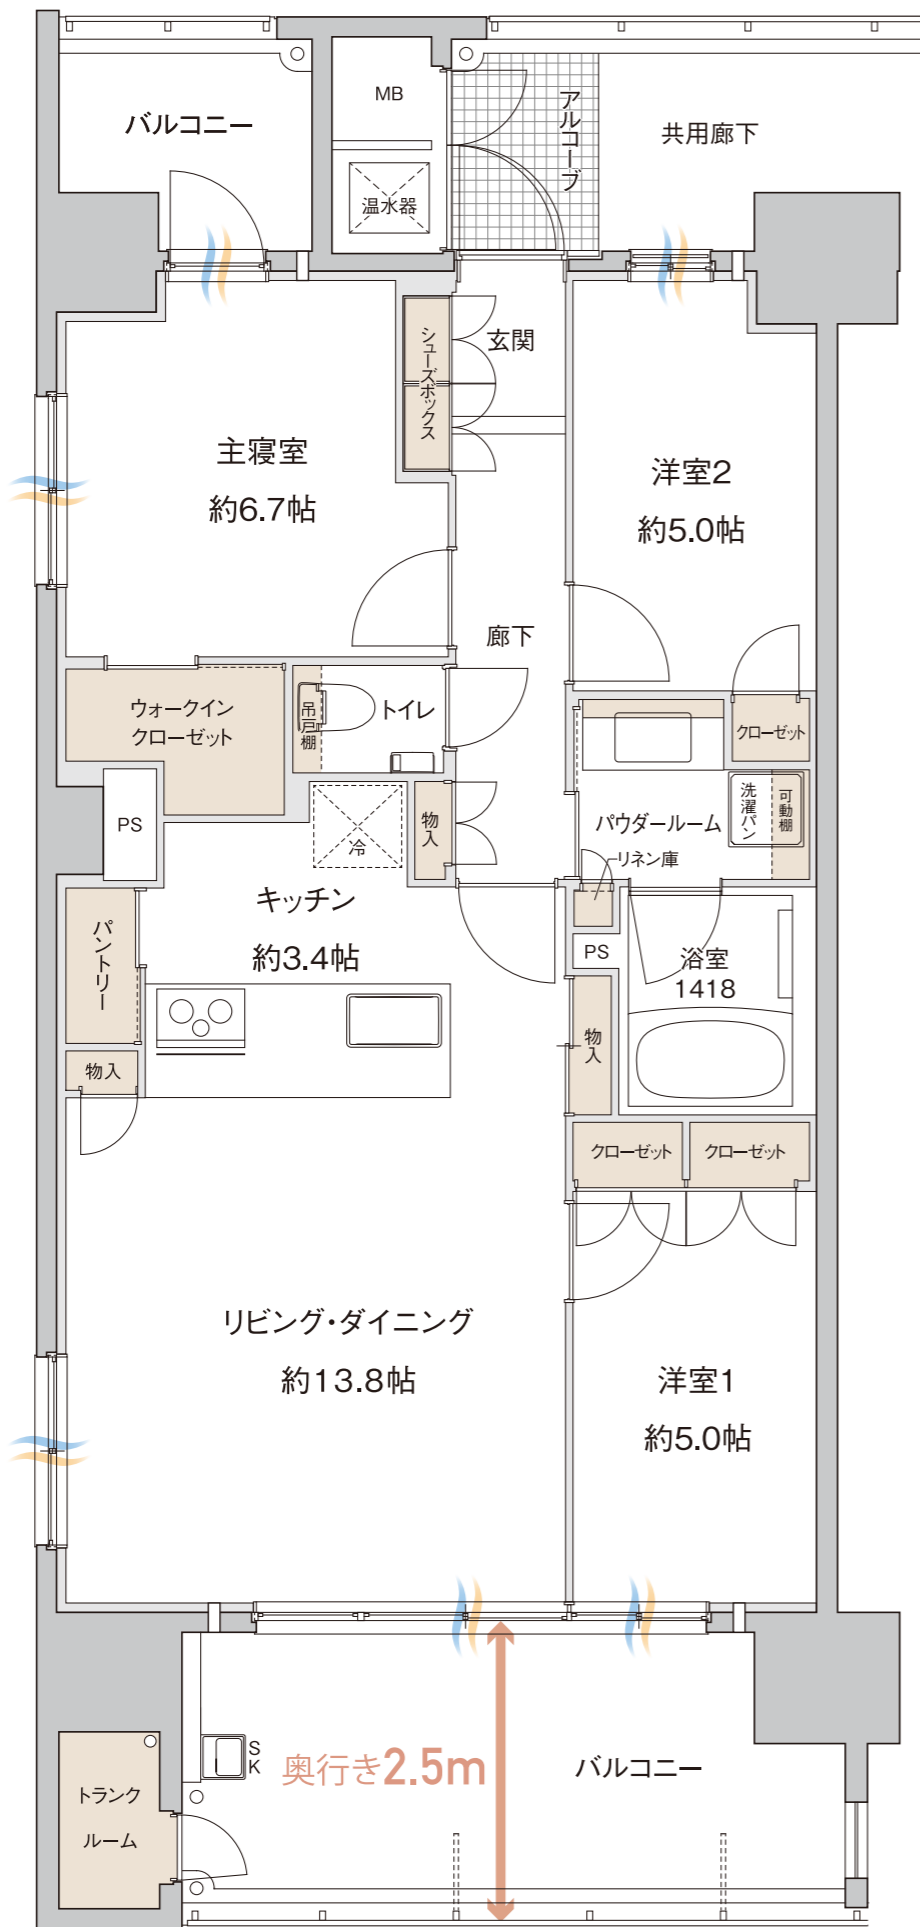 バルコニー
MB
温水器
アルコーブ
共用廊下
シューズボックス
玄関
主寝室
約6.7帖
洋室2
約5.0帖
廊下
ウォークイン
クローゼット
吊戸棚
トイレ
クローゼット
PS
冷
物入
パウダールーム
洗濯パン
可動棚
リネン庫
キッチン
約3.4帖
パントリー
PS
浴室
1418
物入
物入
クローゼット
クローゼット
リビング・ダイニング
約13.8帖
洋室1
約5.0帖
SK
奥行き2.5m
バルコニー
トランク
ルーム